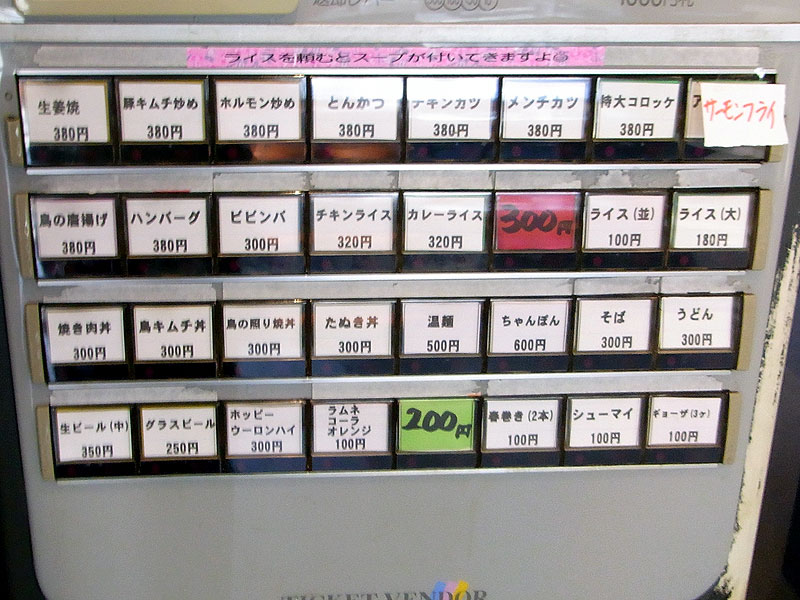 ライスを頼むとスープが付いてきますよ
生姜焼
380円
豚キムチ炒め
380円
ホルモン炒め
380円
とんかつ
380円
チキンカツ
380円
メンチカツ
380円
特大コロッケ
380円
ア
サーモンフライ
鳥の唐揚げ
380円
ハンバーグ
380円
ビビンバ
300円
チキンライス
320円
カレーライス
320円
300円
ライス(並)
100円
ライス(大)
180円
焼き肉丼
300円
鳥キムチ丼
300円
鳥の照り焼丼
300円
たぬき丼
300円
温麺
500円
ちゃんぽん
600円
そば
300円
うどん
300円
生ビール(中)
350円
グラスビール
250円
ホッピー
ウーロンハイ
300円
ラムネ
コーラ
オレンジ
100円
200円
春巻き(2本)
100円
シューマイ
100円
ギョーザ(3ヶ)
100円
TICKET VENDOR